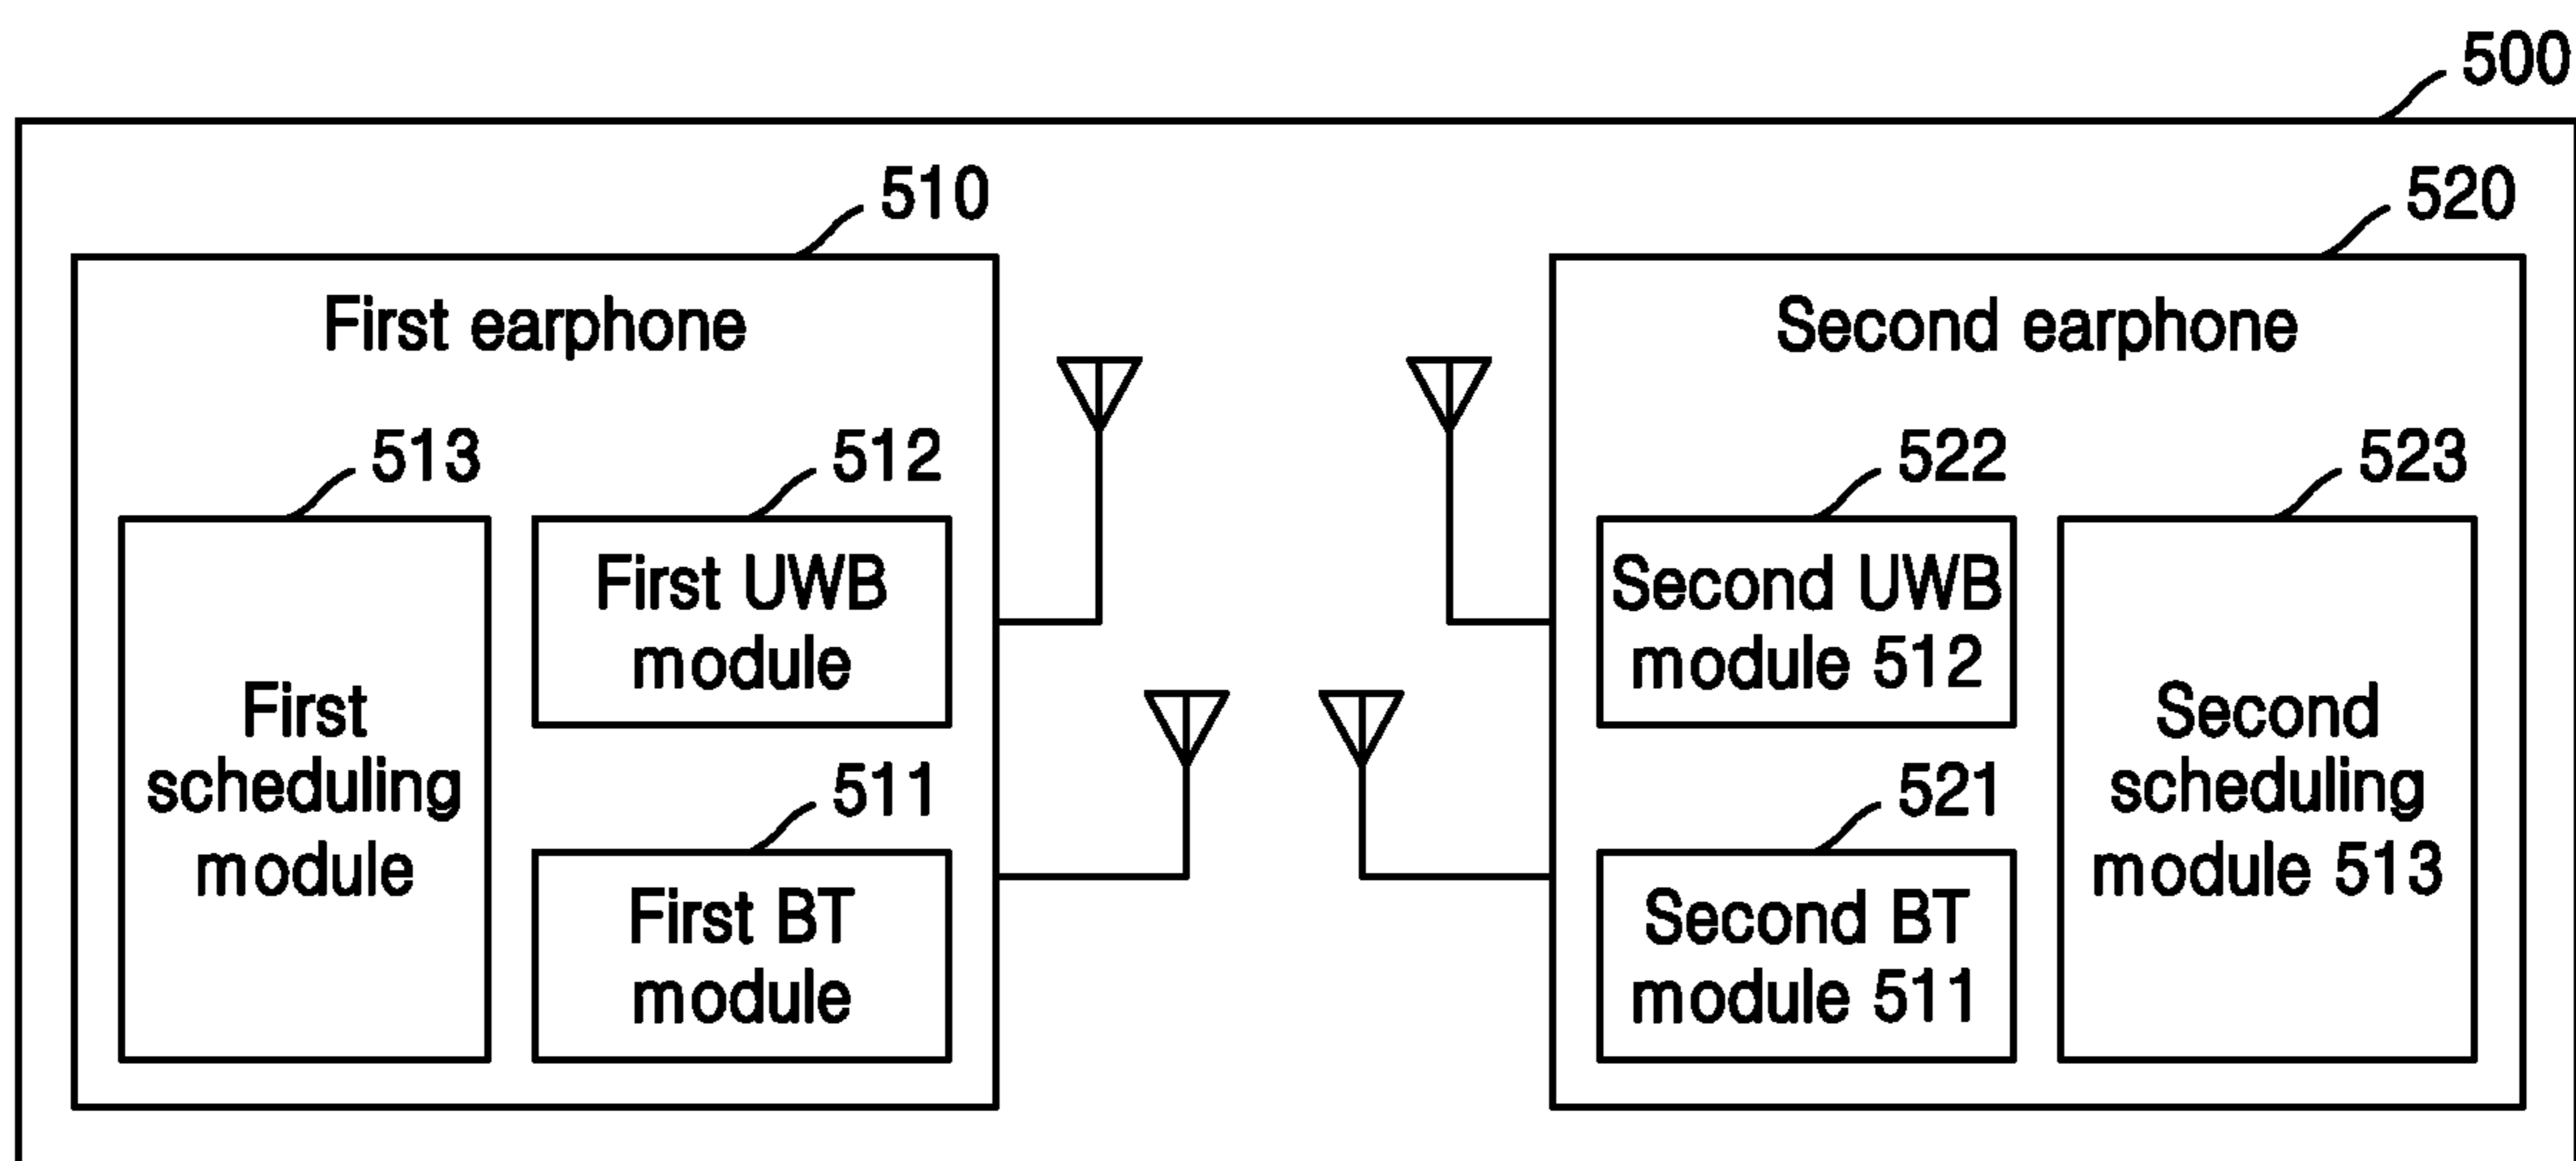 500
510
520
First earphone
Second earphone
513
512
522
523
First UWB
module
Second UWB
module 512
First
scheduling
module
Second
scheduling
module 513
511
521
First BT
module
Second BT
module 511